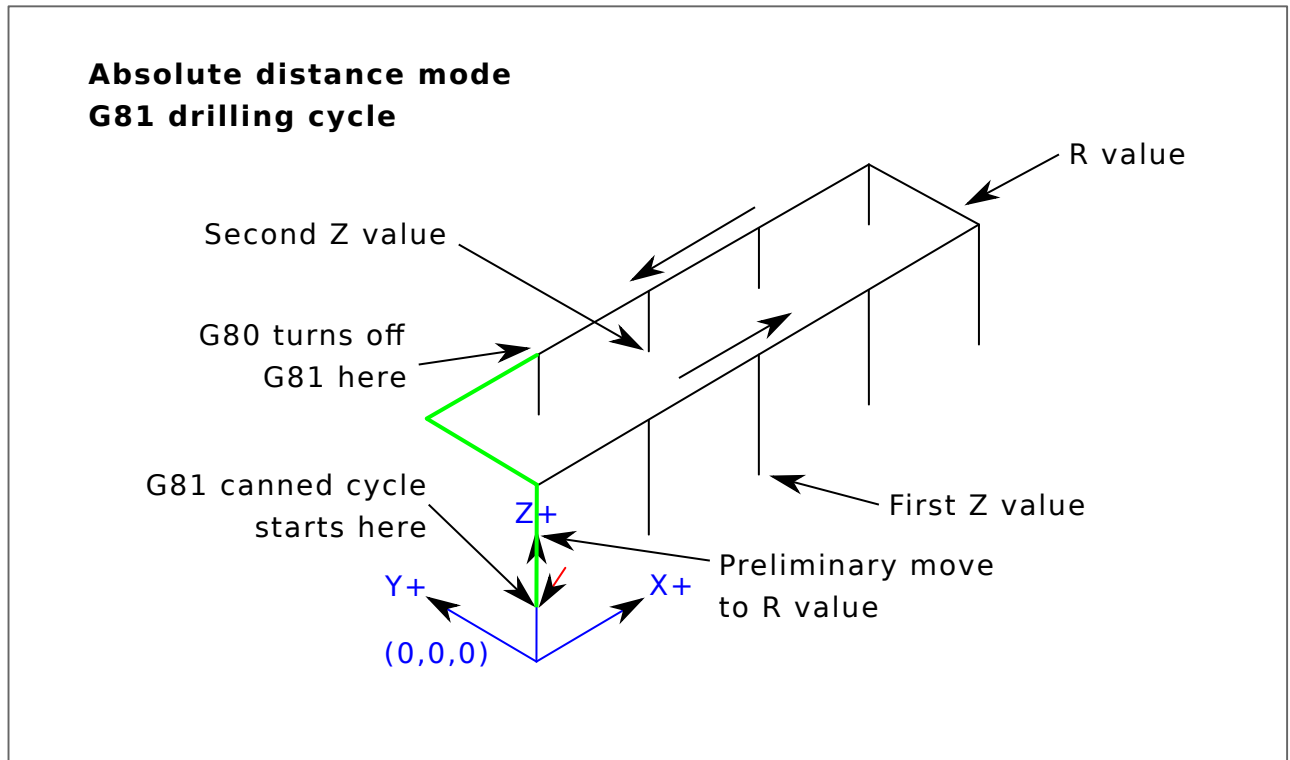 Absolute distance mode
G81 drilling cycle
R value
Second Z value
G80 turns off
G81 here
G81 canned cycle
starts here
Z+
First Z value
Preliminary move
to R value
Y+
X+
(0,0,0)